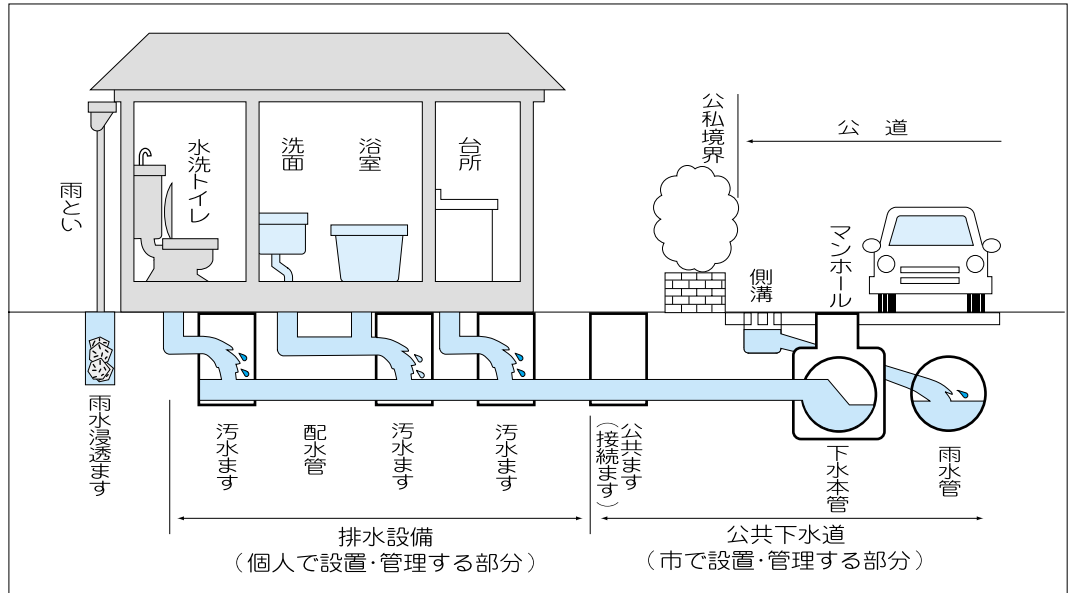 雨とい
水洗トイレ
洗面
浴室
台所
公私境界
公　道
側溝
マンホール
雨水浸透ます
汚水ます
配水管
汚水ます
汚水ます
公共ます
（接続ます）
下水本管
雨水管
排水設備
（個人で設置･管理する部分）
公共下水道
（市で設置･管理する部分）